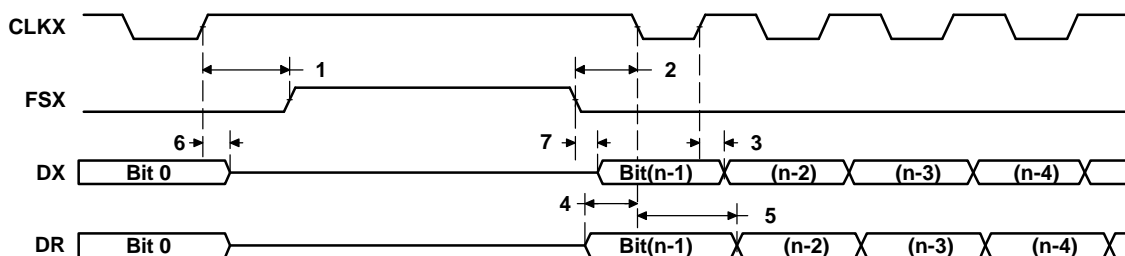 CLKX
1
2
FSX
6
7
3
DX
Bit 0
Bit(n-1)
(n-2)
(n-3)
(n-4)
4
5
DR
Bit 0
Bit(n-1)
(n-2)
(n-3)
(n-4)